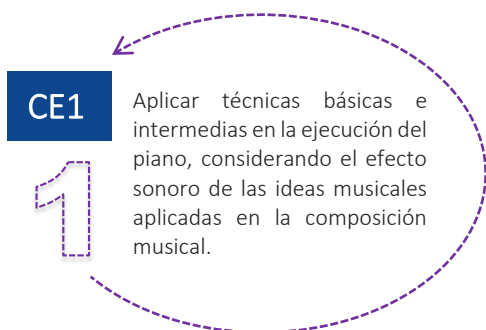 CE1
1
Aplicar técnicas básicas e
intermedias en la ejecución del
piano, considerando el efecto
sonoro de las ideas musicales
aplicadas en la composición
musical.